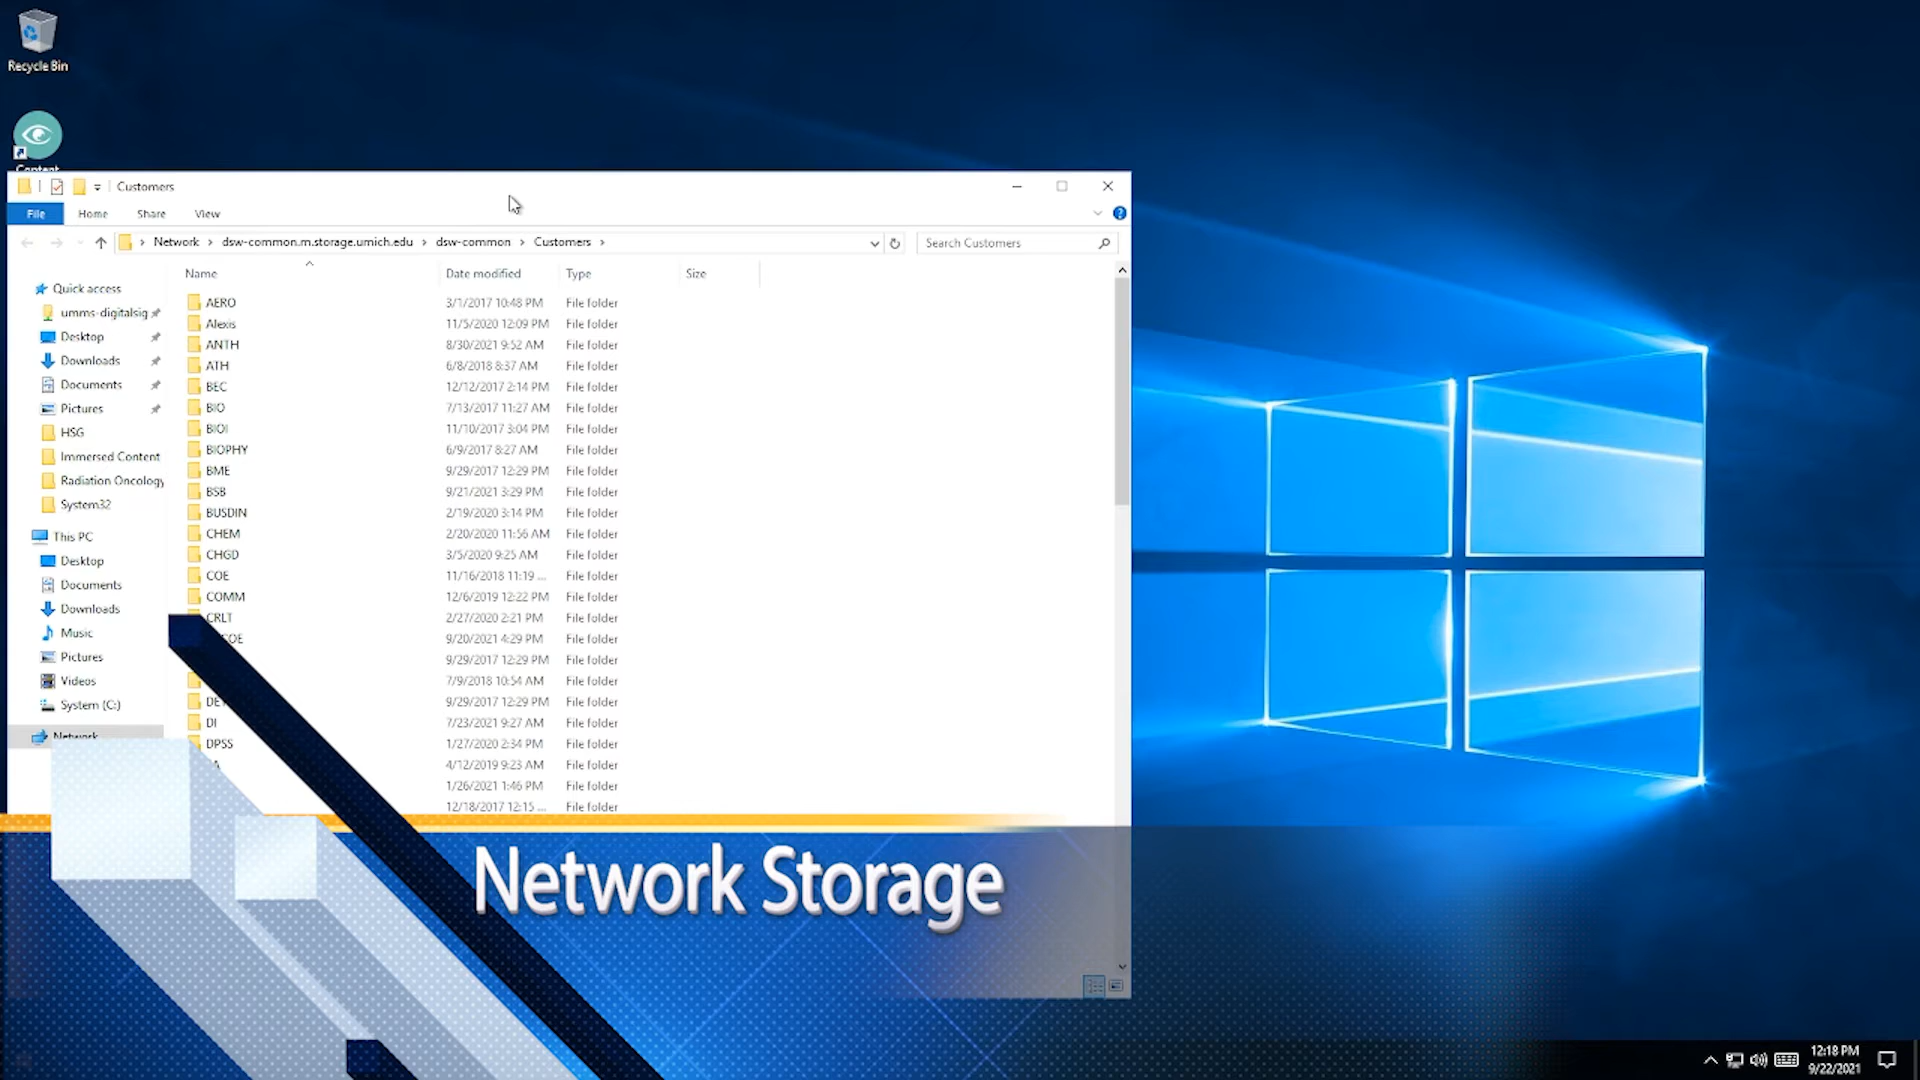 Recycle Bin
Content
Customers
File Home Share View
Network › dsw-common.m.storage.umich.edu › dsw-common › Customers ›
Search Customers
Name Date modified Type Size
Quick access
umms-digitalsig
Desktop
Downloads
Documents
Pictures
HSG
Immersed Content
Radiation Oncology
System32
This PC
Desktop
Documents
Downloads
Music
Pictures
Videos
System (C:)
Network
AERO 3/1/2017 10:48 PM File folder
Alexis 11/5/2020 12:09 PM File folder
ANTH 8/30/2021 9:52 AM File folder
ATH 6/8/2018 8:37 AM File folder
BEC 12/12/2017 2:14 PM File folder
BIO 7/13/2017 11:27 AM File folder
BIOI 11/10/2017 3:04 PM File folder
BIOPHY 6/9/2017 8:27 AM File folder
BME 9/29/2017 12:29 PM File folder
BSB 9/21/2021 3:29 PM File folder
BUSDIN 2/19/2020 3:14 PM File folder
CHEM 2/20/2020 11:56 AM File folder
CHGD 3/5/2020 9:25 AM File folder
COE 11/16/2018 11:19 ... File folder
COMM 12/6/2019 12:22 PM File folder
CRLT 2/27/2020 2:21 PM File folder
9/20/2021 4:29 PM File folder
9/29/2017 12:29 PM File folder
7/9/2018 10:54 AM File folder
9/29/2017 12:29 PM File folder
DI 7/23/2021 9:27 AM File folder
DPSS 1/27/2020 2:34 PM File folder
4/12/2019 9:23 AM File folder
1/26/2021 1:46 PM File folder
12/18/2017 12:15 ... File folder
Network Storage
12:18 PM
9/22/2021